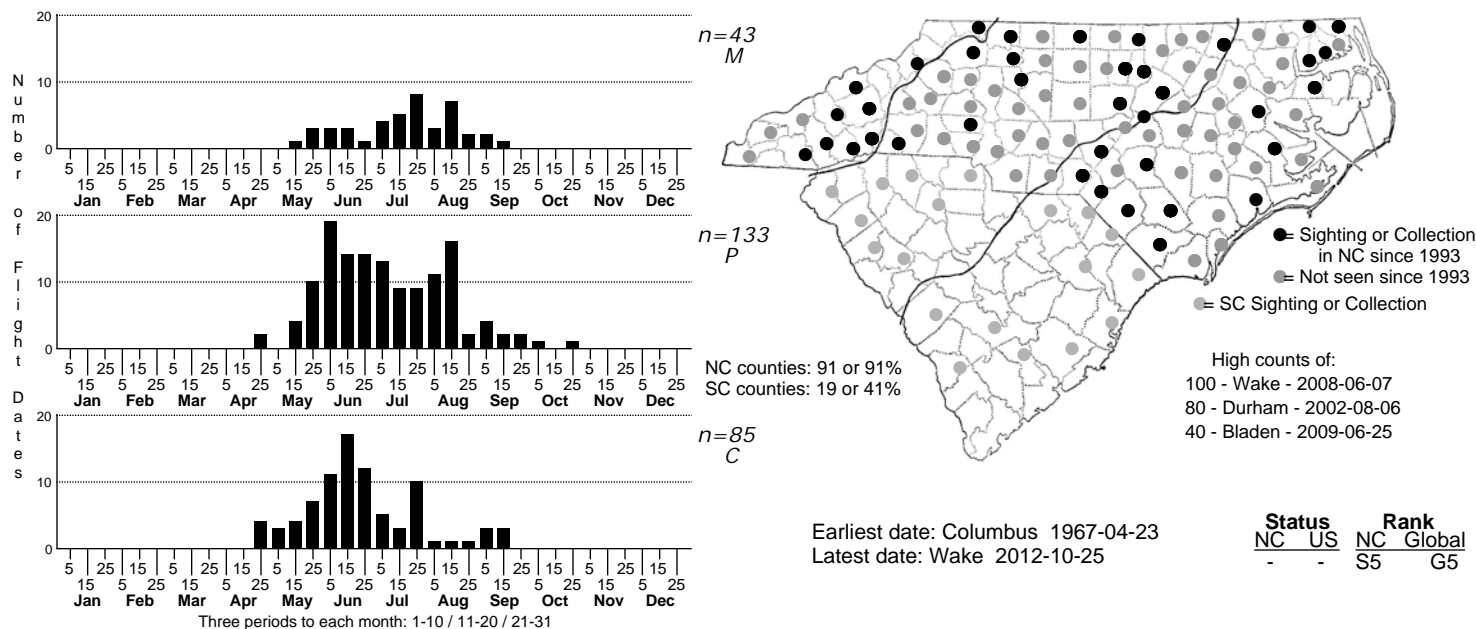 Number of Flight Dates
20
10
0
n=43
M
5 15 25 5 15 25 5 15 25 5 15 25 5 15 25 5 15 25 5 15 25 5 15 25 5 15 25 5 15 25 5 15 25 5 15 25
Jan Feb Mar Apr May Jun Jul Aug Sep Oct Nov Dec
20
10
0
n=133
P
5 15 25 5 15 25 5 15 25 5 15 25 5 15 25 5 15 25 5 15 25 5 15 25 5 15 25 5 15 25 5 15 25 5 15 25
Jan Feb Mar Apr May Jun Jul Aug Sep Oct Nov Dec
20
10
0
n=85
C
5 15 25 5 15 25 5 15 25 5 15 25 5 15 25 5 15 25 5 15 25 5 15 25 5 15 25 5 15 25 5 15 25 5 15 25
Jan Feb Mar Apr May Jun Jul Aug Sep Oct Nov Dec
Three periods to each month: 1-10 / 11-20 / 21-31
= Sighting or Collection
in NC since 1993
= Not seen since 1993
= SC Sighting or Collection
NC counties: 91 or 91%
SC counties: 19 or 41%
High counts of:
100 - Wake - 2008-06-07
80 - Durham - 2002-08-06
40 - Bladen - 2009-06-25
Earliest date: Columbus 1967-04-23
Latest date: Wake 2012-10-25
Status Rank
NC US NC Global
- - S5 G5